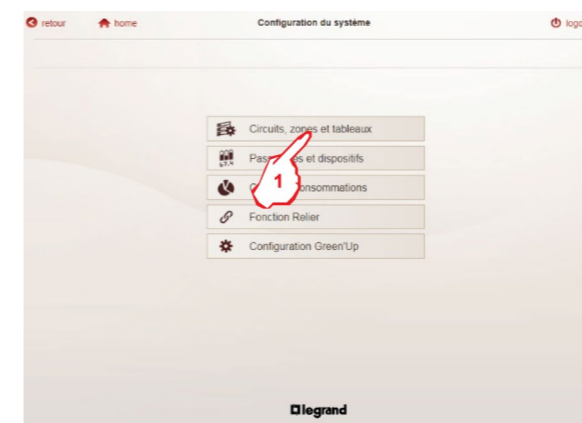 retour home Configuration du système
Circuits, zones et tableaux
et dispositifs
1
Fonction Relier
Configuration Green'Up
legrand